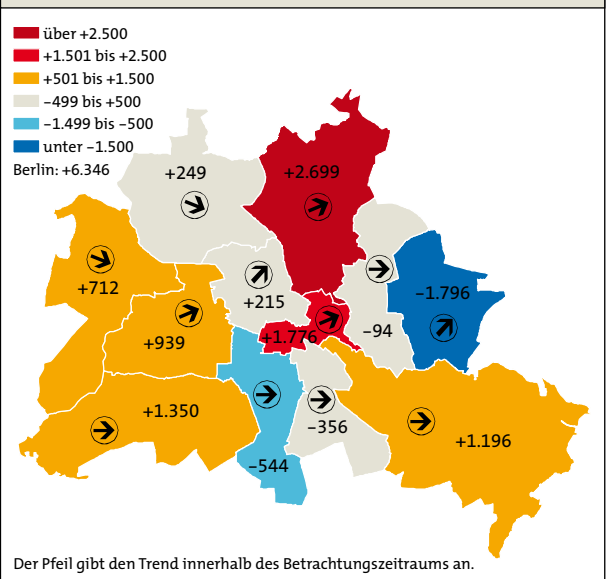 über +2.500
+1.501 bis +2.500
+501 bis +1.500
−499 bis +500
−1.499 bis −500
unter −1.500
Berlin: +6.346
+249
+2.699
+712
+215
−1.796
+939
+1.776
−94
+1.350
−356
+1.196
−544
Der Pfeil gibt den Trend innerhalb des Betrachtungszeitraums an.